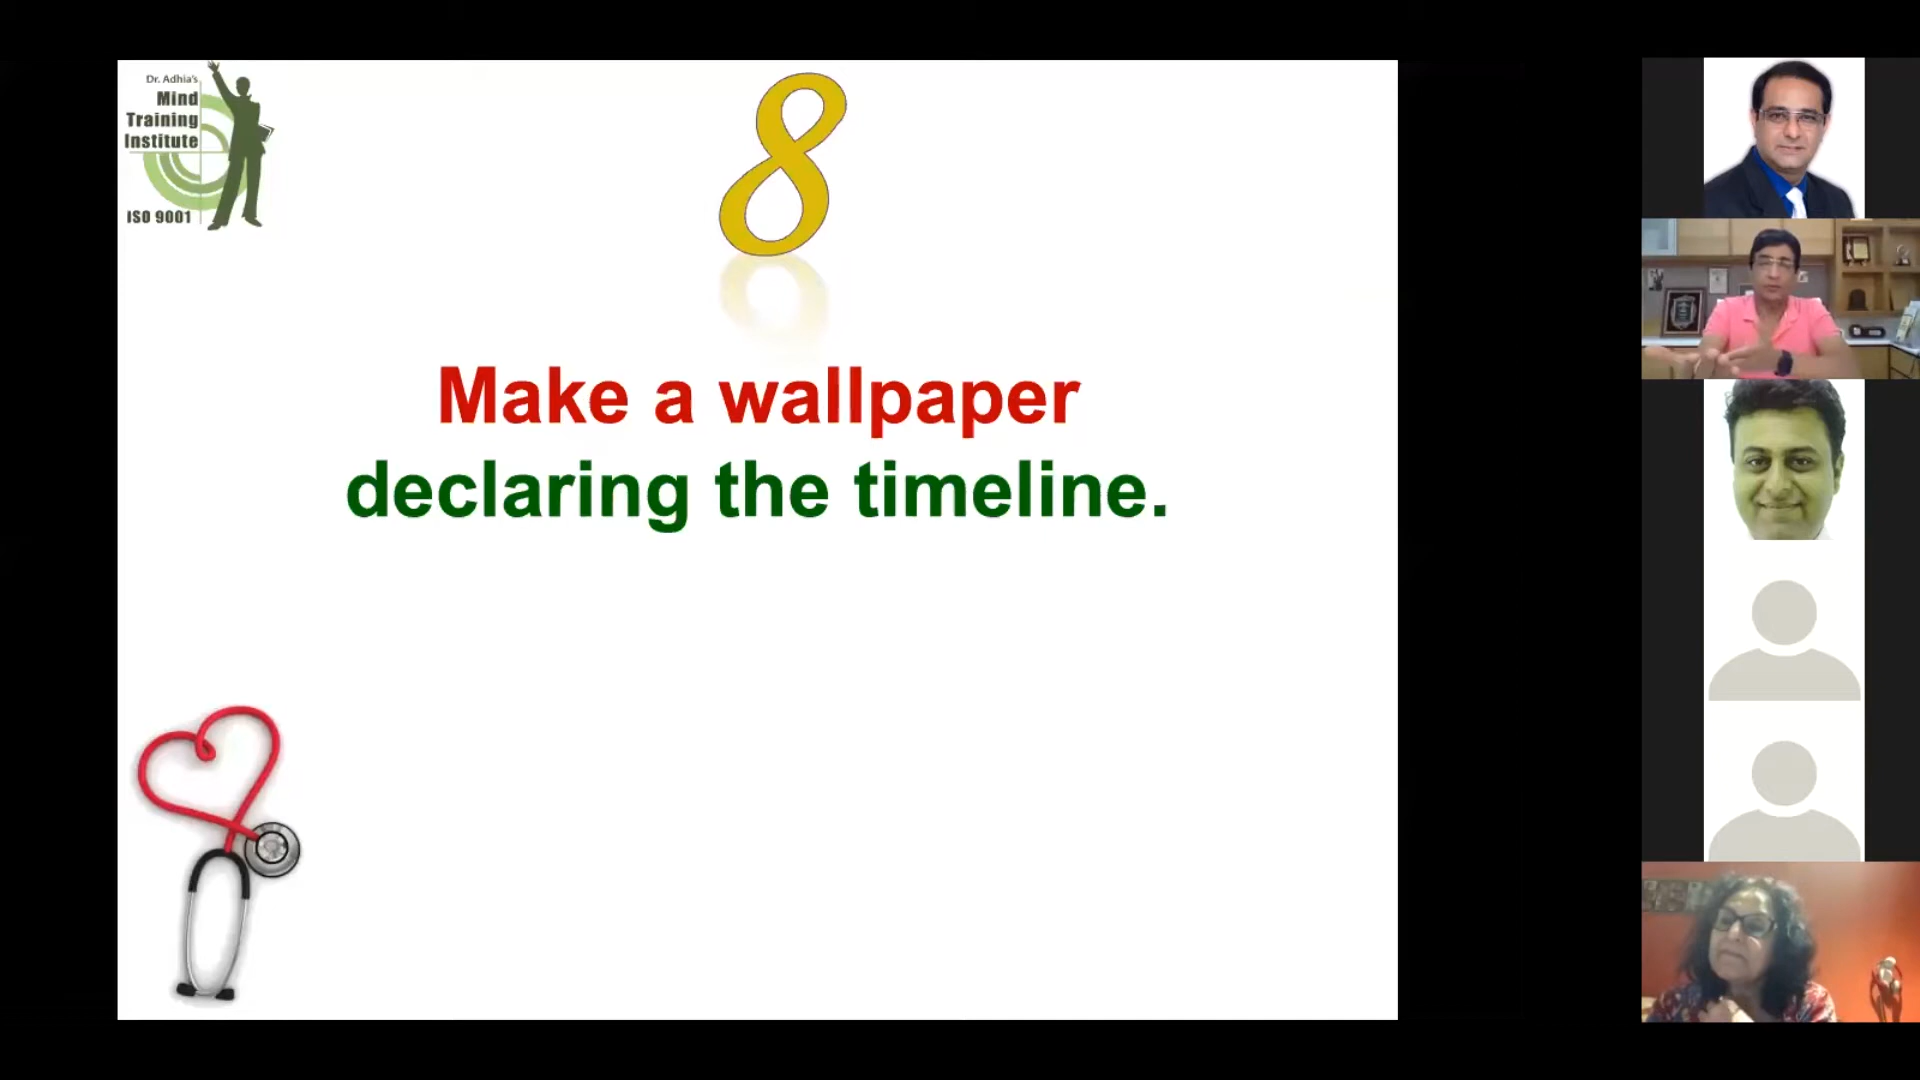 Dr. Adhia's
Mind
Training
Institute
ISO 9001
8
Make a wallpaper
declaring the timeline.